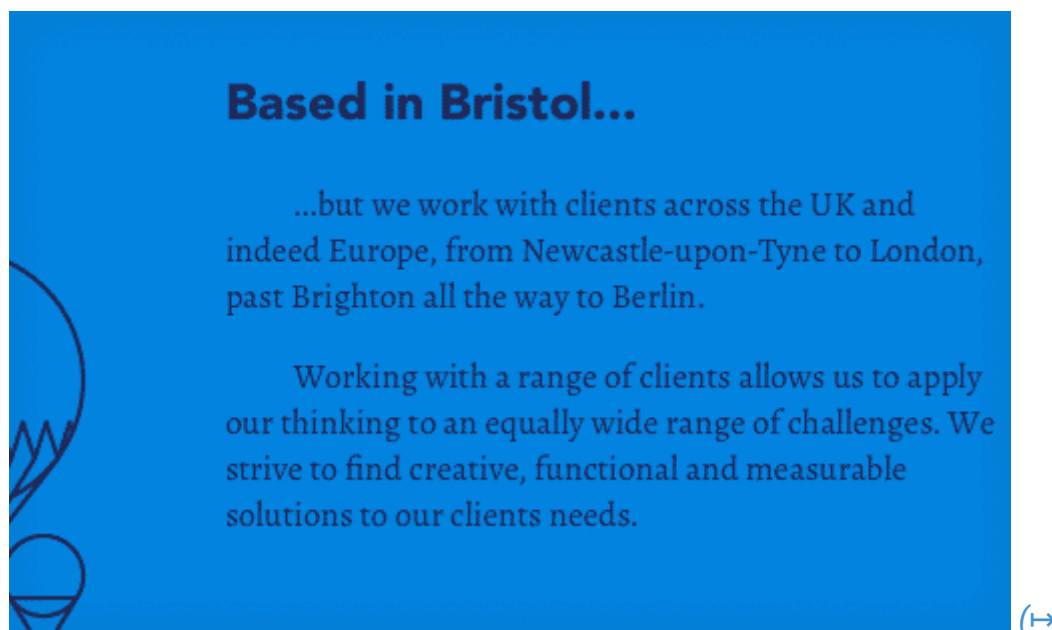 Based in Bristol...
...but we work with clients across the UK and
indeed Europe, from Newcastle-upon-Tyne to London,
past Brighton all the way to Berlin.
Working with a range of clients allows us to apply
our thinking to an equally wide range of challenges. We
strive to find creative, functional and measurable
solutions to our clients needs.
(↦